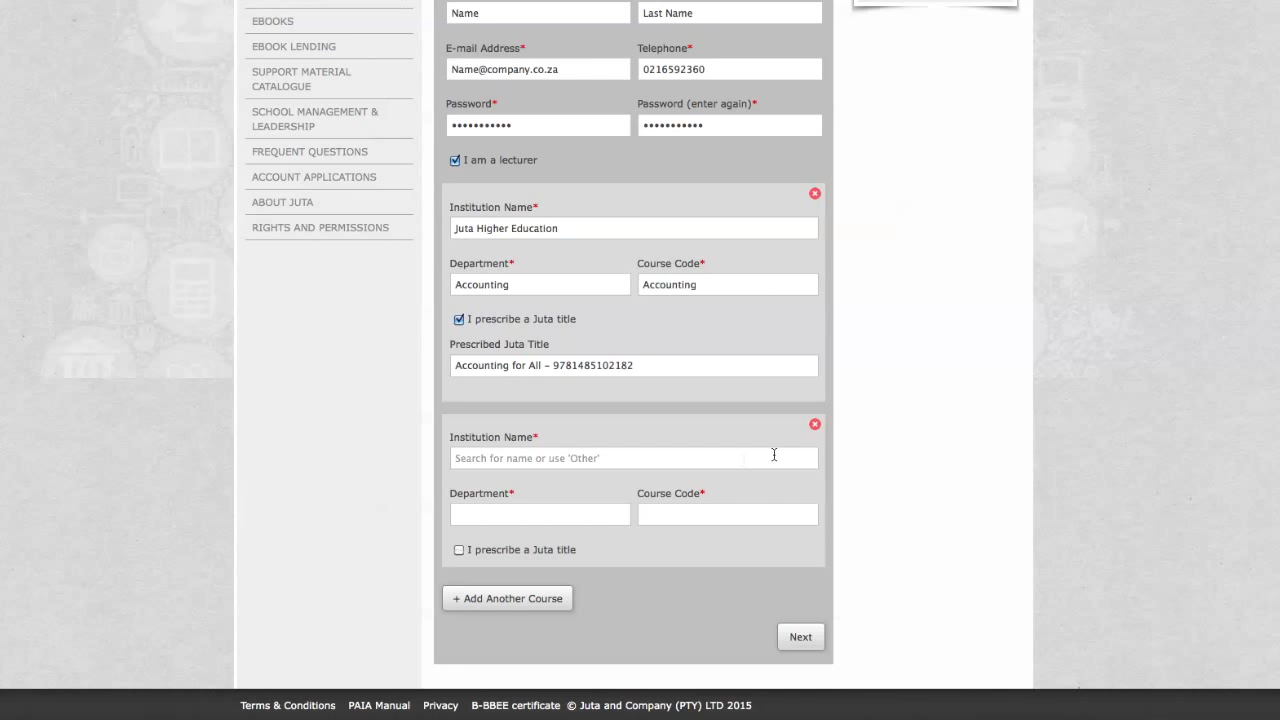 EBOOKS
EBOOK LENDING
SUPPORT MATERIAL
CATALOGUE
SCHOOL MANAGEMENT &
LEADERSHIP
FREQUENT QUESTIONS
ACCOUNT APPLICATIONS
ABOUT JUTA
RIGHTS AND PERMISSIONS
Name Last Name
E-mail Address* Telephone*
Name@company.co.za 0216592360
Password* Password (enter again)*
••••••••••• •••••••••••
I am a lecturer
Institution Name*
Juta Higher Education
Department* Course Code*
Accounting Accounting
I prescribe a Juta title
Prescribed Juta Title
Accounting for All – 9781485102182
Institution Name*
Search for name or use 'Other'
Department* Course Code*
I prescribe a Juta title
+ Add Another Course
Next
Terms & Conditions PAIA Manual Privacy B-BBEE certificate © Juta and Company (PTY) LTD 2015